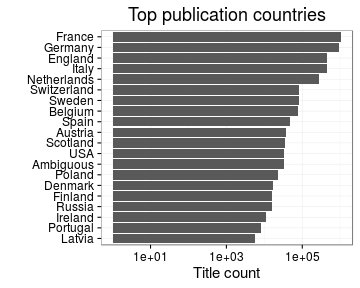 Top publication countries
France
Germany
England
Italy
Netherlands
Switzerland
Sweden
Belgium
Spain
Austria
Scotland
USA
Ambiguous
Poland
Denmark
Finland
Russia
Ireland
Portugal
Latvia
1e+01 1e+03 1e+05
Title count